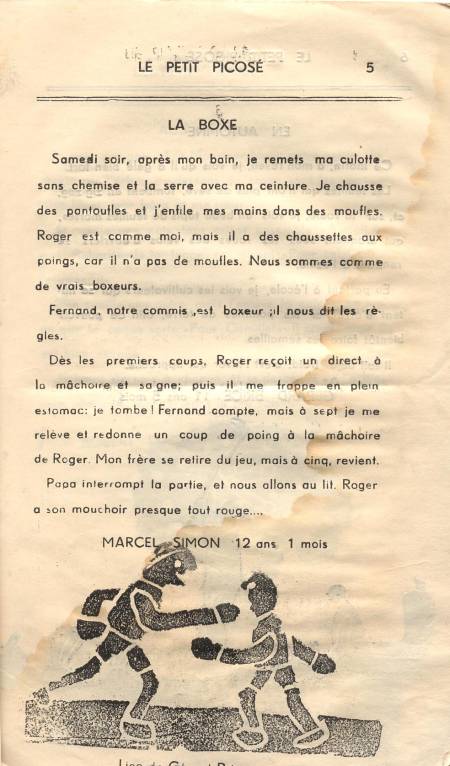 LE PETIT PICOSÉ 5
LA BOXE
Samedi soir, après mon bain, je remets ma culotte
sans chemise et la serre avec ma ceinture. Je chausse
des pantoufles et j'enfile mes mains dans des moufles.
Roger est comme moi, mais il a des chaussettes aux
poings, car il n'a pas de moufles. Nous sommes comme
de vrais boxeurs.
Fernand, notre commis ,est boxeur ;il nous dit les rè-
gles.
Dès les premiers coups, Roger reçoit un direct à
la mâchoire et saigne; puis il me frappe en plein
estomac: je tombe! Fernand compte, mais à sept je me
relève et redonne un coup de poing à la mâchoire
de Roger. Mon frère se retire du jeu, mais à cinq, revient.
Papa interrompt la partie, et nous allons au lit. Roger
a son mouchoir presque tout rouge....
MARCEL SIMON 12 ans 1 mois